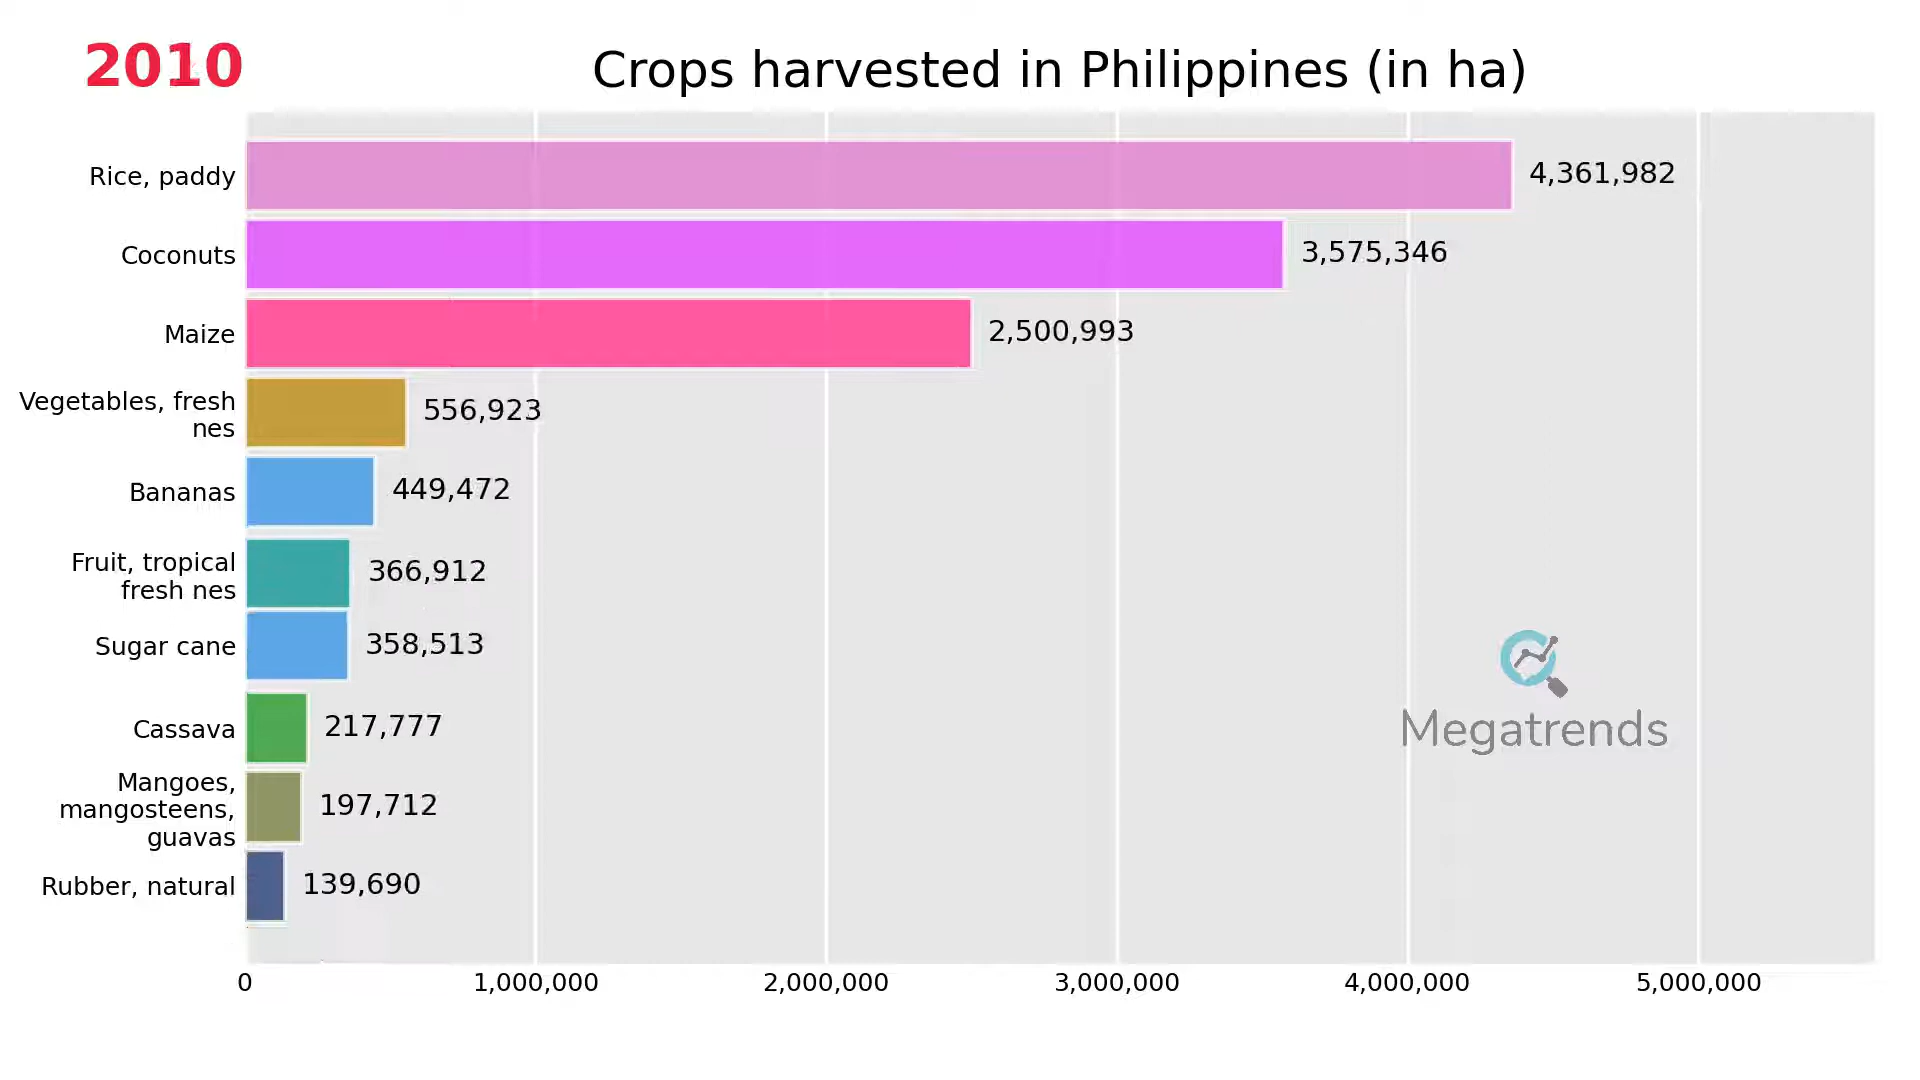 2010
Crops harvested in Philippines (in ha)
Rice, paddy
4,361,982
Coconuts
3,575,346
Maize
2,500,993
Vegetables, fresh
nes
556,923
Bananas
449,472
Fruit, tropical
fresh nes
366,912
Sugar cane
358,513
Cassava
217,777
Mangoes,
mangosteens,
guavas
197,712
Rubber, natural
139,690
Megatrends
0
1,000,000
2,000,000
3,000,000
4,000,000
5,000,000